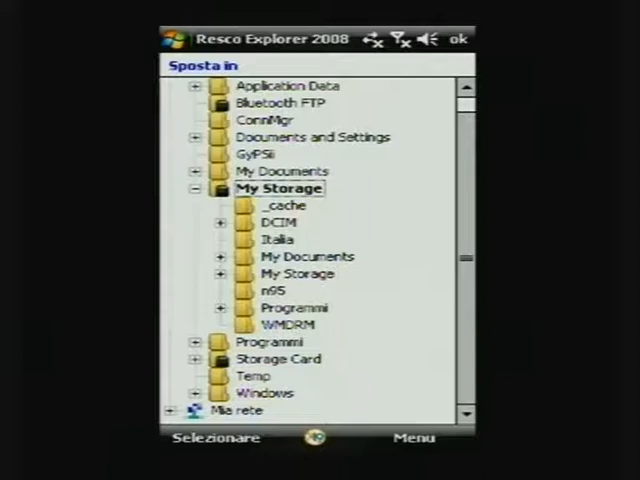 Resco Explorer 2008 ok
Sposta in
Application Data
Bluetooth FTP
ConnMgr
Documents and Settings
GyPSii
My Documents
My Storage
_cache
DCIM
Italia
My Documents
My Storage
n95
Programmi
WMDRM
Programmi
Storage Card
Temp
Windows
Mia rete
Selezionare Menu